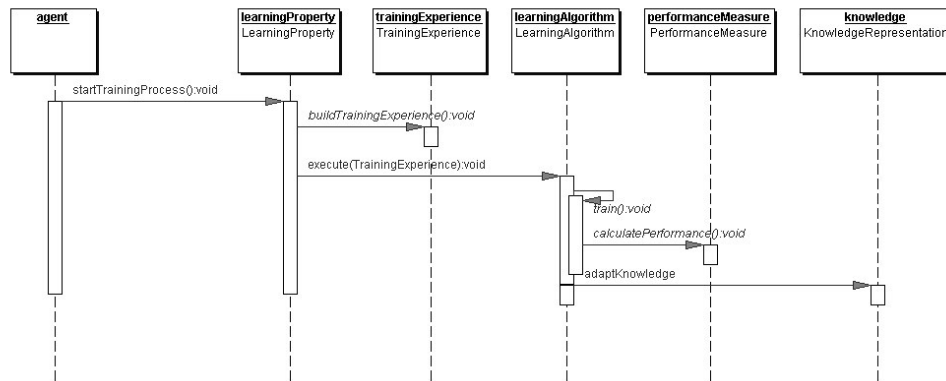 agent
learningProperty
LearningProperty
trainingExperience
TrainingExperience
learningAlgorithm
LearningAlgorithm
performanceMeasure
PerformanceMeasure
knowledge
KnowledgeRepresentation
startTrainingProcess():void
buildTrainingExperience():void
execute(TrainingExperience):void
train():void
calculatePerformance():void
adaptKnowledge